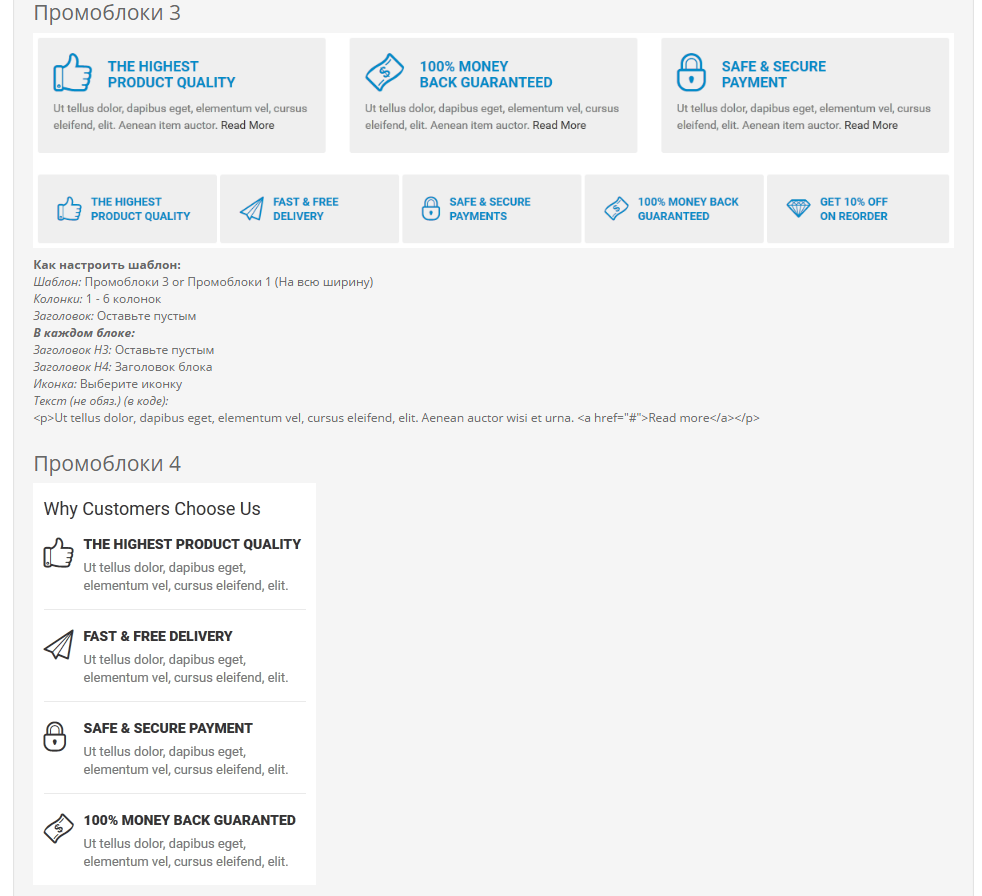 Промоблоки 3
THE HIGHEST
PRODUCT QUALITY
Ut tellus dolor, dapibus eget, elementum vel, cursus
eleifend, elit. Aenean item auctor. Read More
100% MONEY
BACK GUARANTEED
Ut tellus dolor, dapibus eget, elementum vel, cursus
eleifend, elit. Aenean item auctor. Read More
SAFE & SECURE
PAYMENT
Ut tellus dolor, dapibus eget, elementum vel, cursus
eleifend, elit. Aenean item auctor. Read More
THE HIGHEST
PRODUCT QUALITY
FAST & FREE
DELIVERY
SAFE & SECURE
PAYMENTS
100% MONEY BACK
GUARANTEED
GET 10% OFF
ON REORDER
Как настроить шаблон:
Шаблон: Промоблоки 3 or Промоблоки 1 (На всю ширину)
Колонки: 1 - 6 колонок
Заголовок: Оставьте пустым
В каждом блоке:
Заголовок H3: Оставьте пустым
Заголовок H4: Заголовок блока
Иконка: Выберите иконку
Текст (не обяз.) (в коде):
<p>Ut tellus dolor, dapibus eget, elementum vel, cursus eleifend, elit. Aenean auctor wisi et urna. <a href="#">Read more</a></p>
Промоблоки 4
Why Customers Choose Us
THE HIGHEST PRODUCT QUALITY
Ut tellus dolor, dapibus eget,
elementum vel, cursus eleifend, elit.
FAST & FREE DELIVERY
Ut tellus dolor, dapibus eget,
elementum vel, cursus eleifend, elit.
SAFE & SECURE PAYMENT
Ut tellus dolor, dapibus eget,
elementum vel, cursus eleifend, elit.
100% MONEY BACK GUARANTED
Ut tellus dolor, dapibus eget,
elementum vel, cursus eleifend, elit.